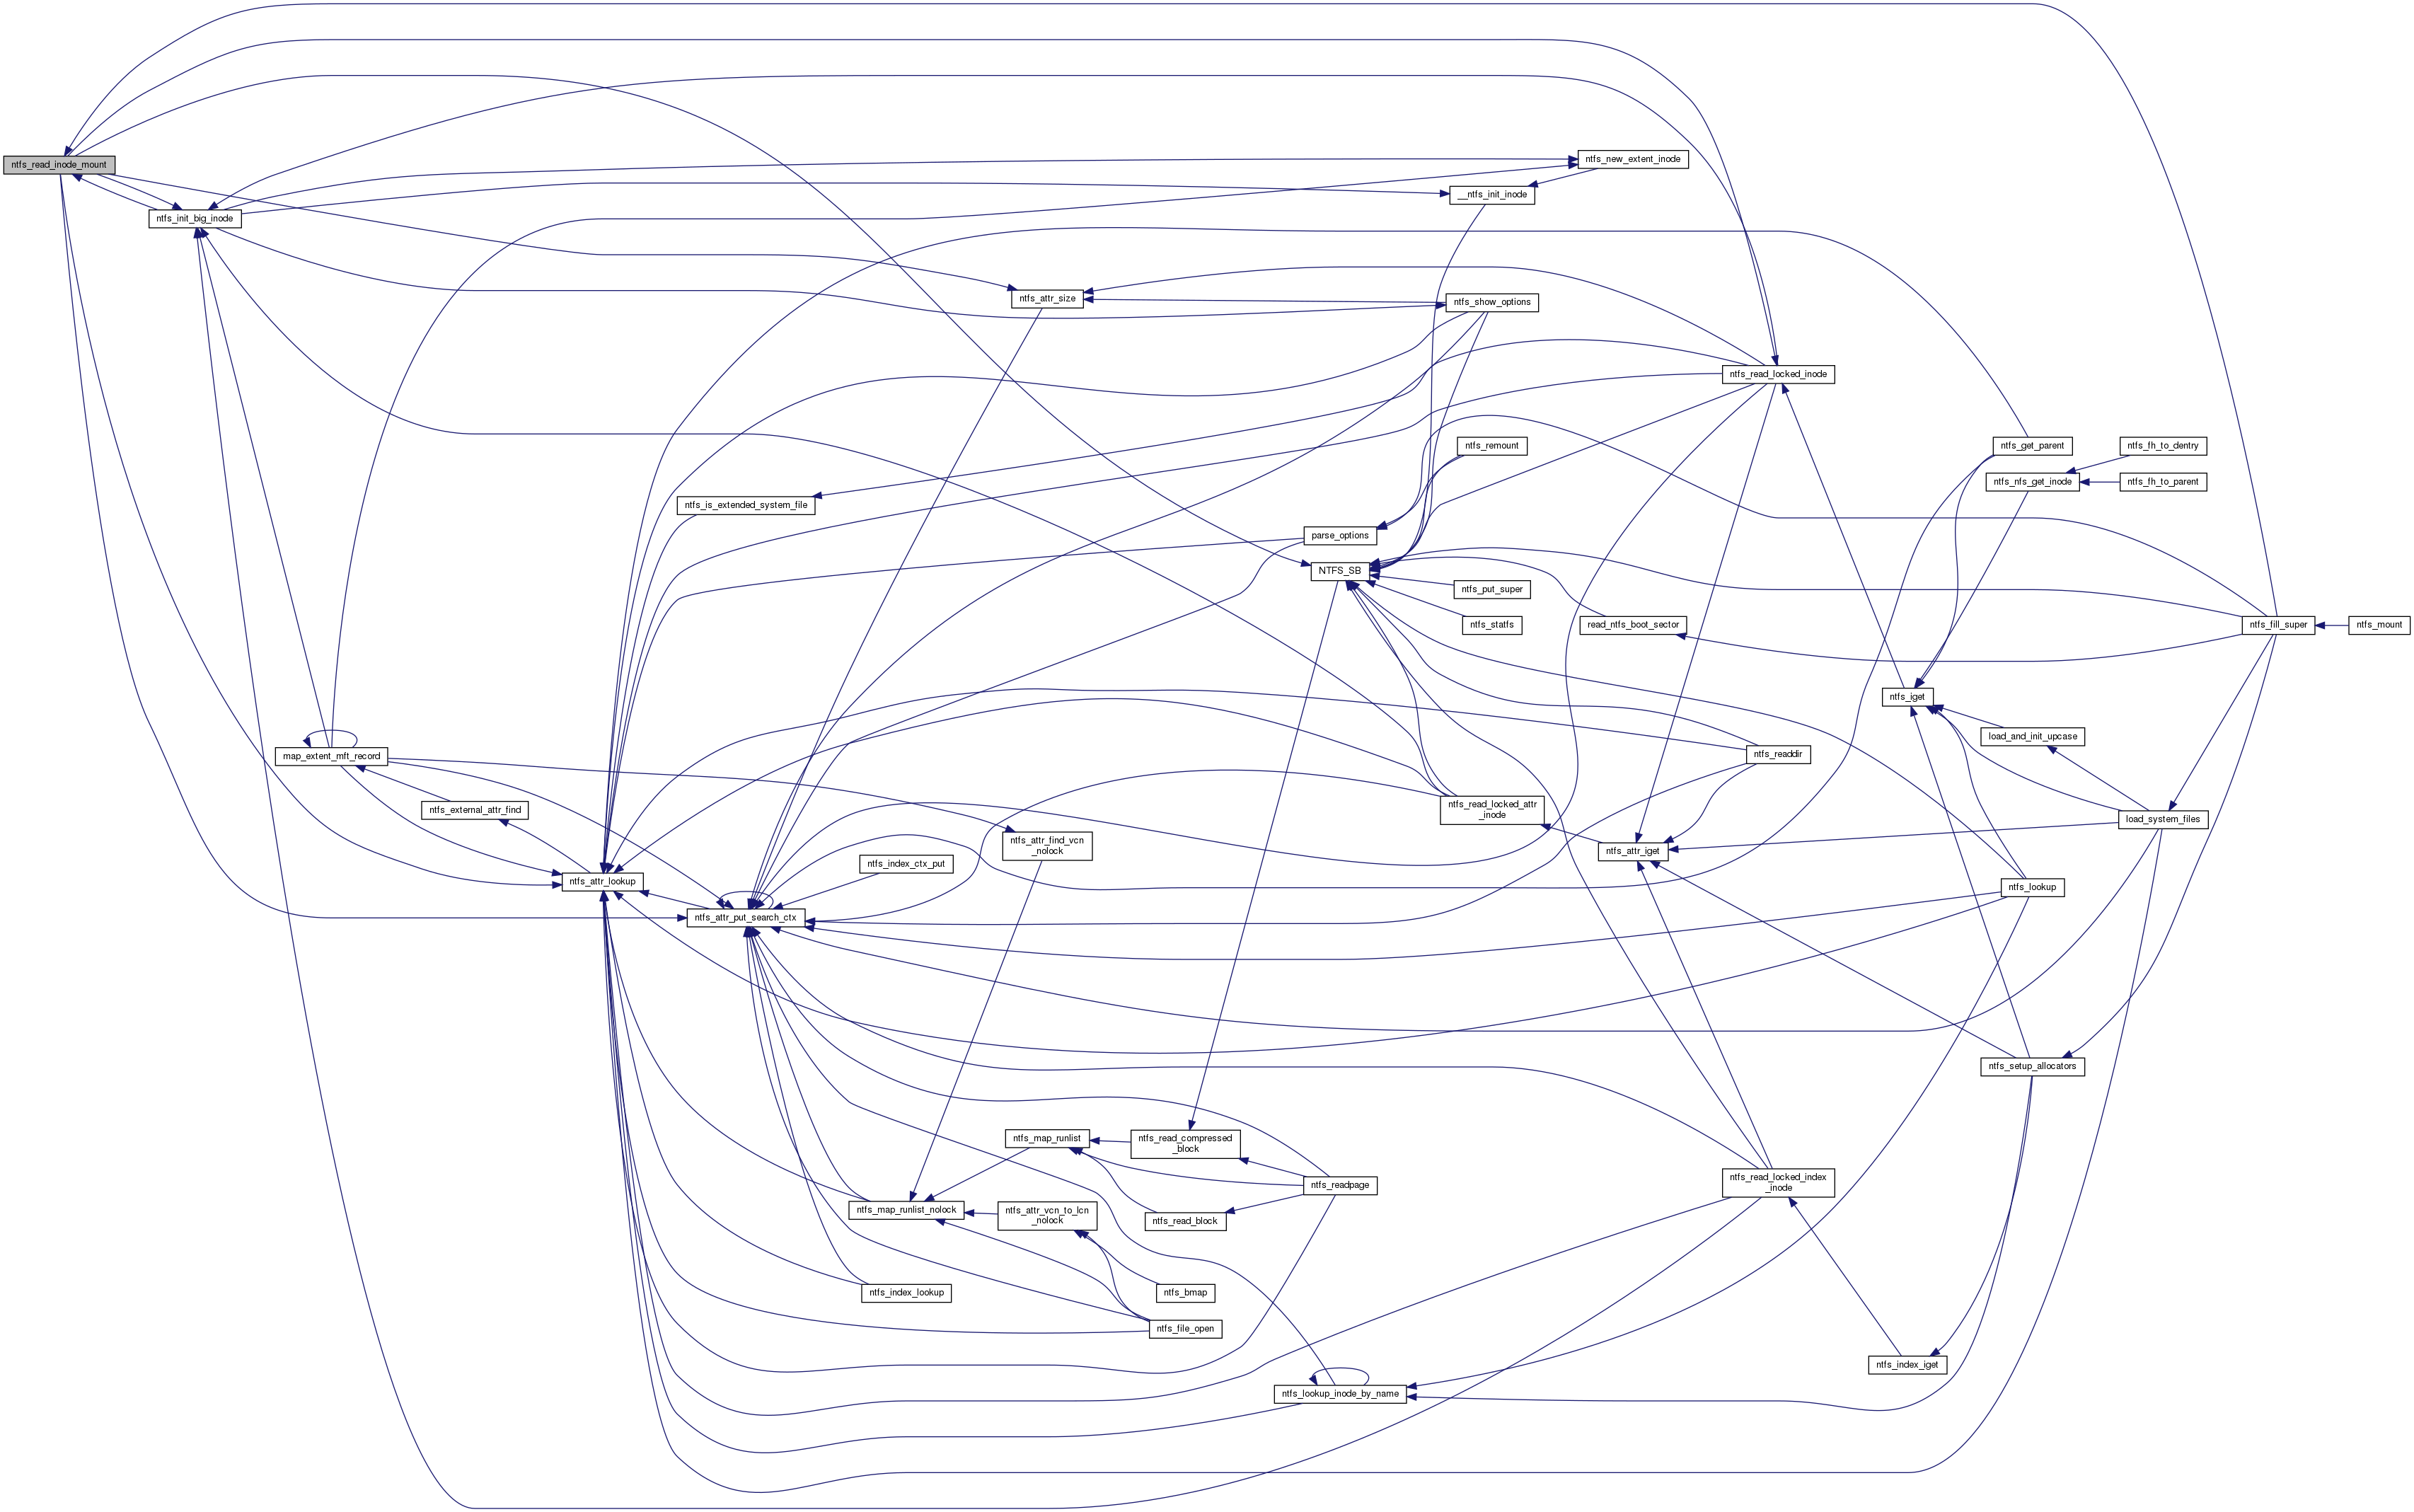 ntfs_read_inode_mount
ntfs_init_big_inode
map_extent_mft_record
ntfs_external_attr_find
ntfs_attr_lookup
ntfs_is_extended_system_file
ntfs_attr_put_search_ctx
ntfs_index_ctx_put
ntfs_map_runlist_nolock
ntfs_index_lookup
ntfs_attr_size
ntfs_attr_find_vcn
_nolock
ntfs_map_runlist
ntfs_attr_vcn_to_lcn
_nolock
ntfs_read_compressed
_block
ntfs_read_block
ntfs_bmap
ntfs_file_open
parse_options
NTFS_SB
ntfs_readpage
ntfs_lookup_inode_by_name
__ntfs_init_inode
ntfs_show_options
ntfs_remount
ntfs_put_super
ntfs_statfs
ntfs_read_locked_attr
_inode
ntfs_new_extent_inode
read_ntfs_boot_sector
ntfs_attr_iget
ntfs_read_locked_inode
ntfs_readdir
ntfs_read_locked_index
_inode
ntfs_iget
ntfs_index_iget
ntfs_get_parent
ntfs_nfs_get_inode
load_and_init_upcase
ntfs_lookup
ntfs_setup_allocators
ntfs_fh_to_dentry
ntfs_fh_to_parent
load_system_files
ntfs_fill_super
ntfs_mount